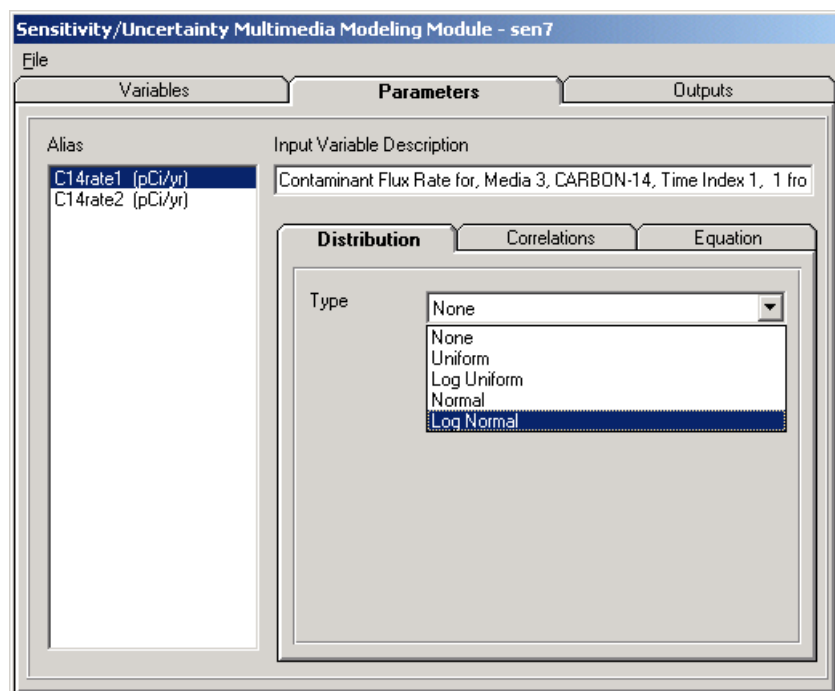 Sensitivity/Uncertainty Multimedia Modeling Module - sen7
File
Variables Parameters Outputs
Alias Input Variable Description
C14rate1 (pCi/yr) Contaminant Flux Rate for, Media 3, CARBON-14, Time Index 1, 1 fro
C14rate2 (pCi/yr)
Distribution Correlations Equation
Type None
None
Uniform
Log Uniform
Normal
Log Normal